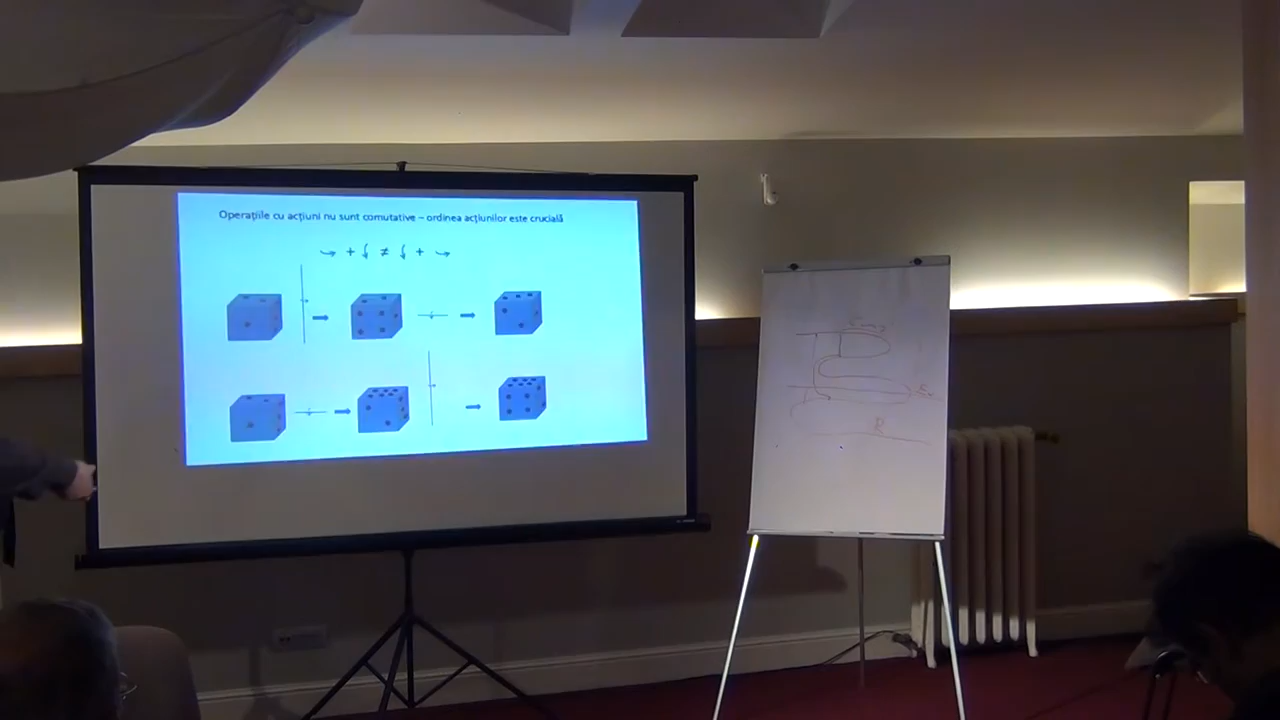 Operațiile cu acțiuni nu sunt comutative – ordinea acțiunilor este crucială
+ ≠ +
R